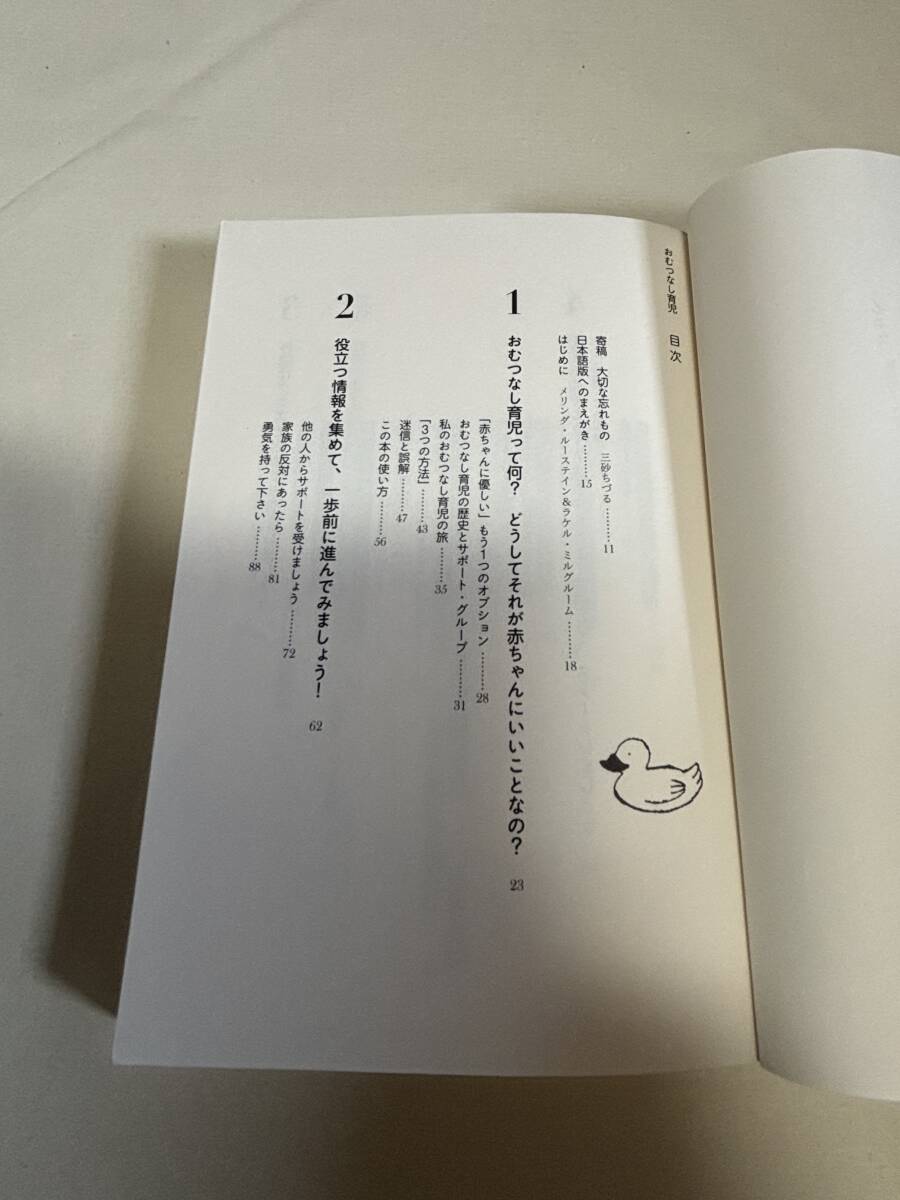 おむつなし育児 目次
寄稿 大切な忘れもの 三砂ちづる………11
日本語版へのまえがき………15
はじめに メリンダ・ルースティン&ラケル・ミルグルーム………18
1 おむつなし育児って何? どうしてそれが赤ちゃんにいいことなの? 23
「赤ちゃんに優しい」もう1つのオプション………28
おむつなし育児の歴史とサポート・グループ………31
私のおむつなし育児の旅………35
「3つの方法」………43
迷信と誤解………47
この本の使い方………56
2 役立つ情報を集めて、一歩前に進んでみましょう! 62
他の人からサポートを受けましょう………72
家族の反対にあったら………81
勇気を持って下さい………88